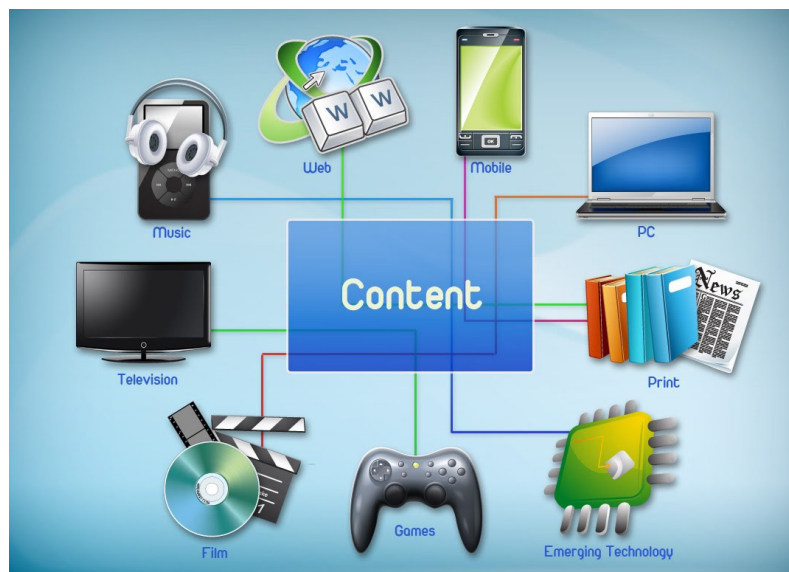 W W
Web
Mobile
Music
PC
Content
News
Television
Print
Film
Games
Emerging Technology